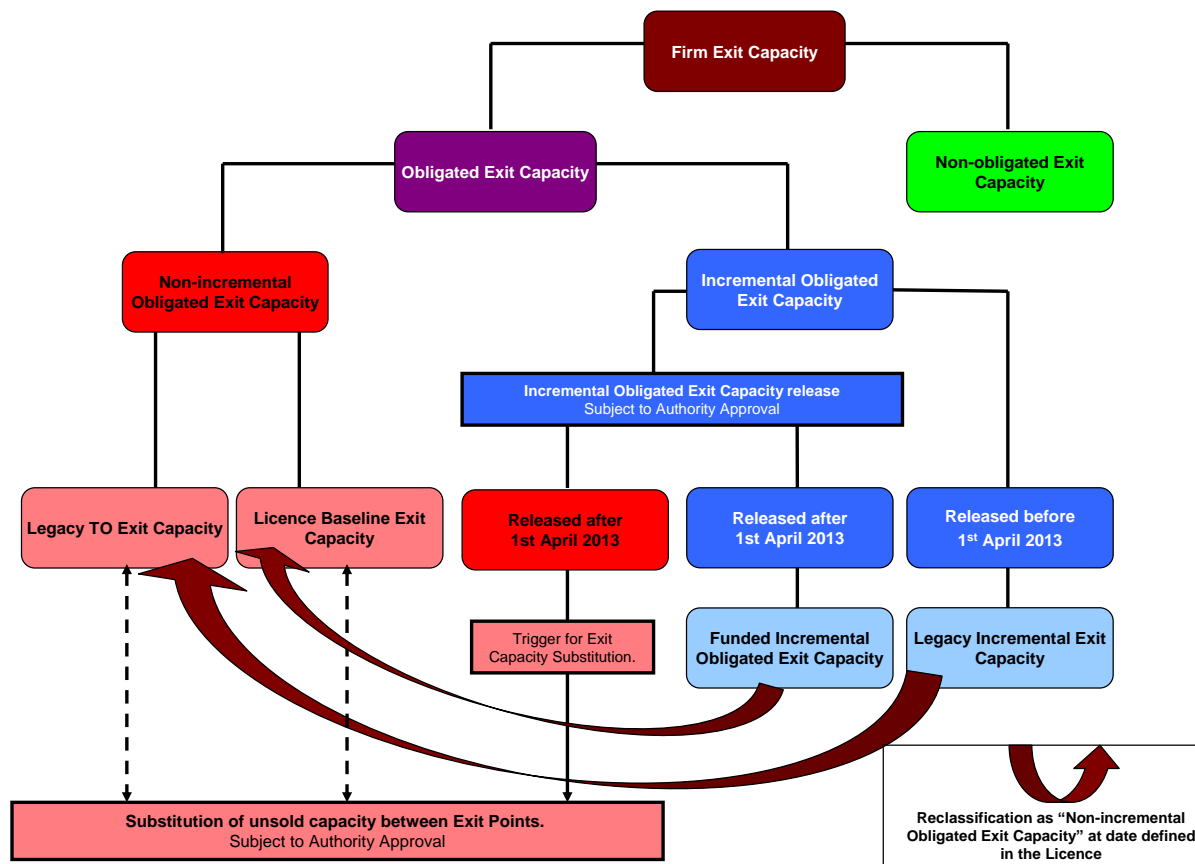 Firm Exit Capacity
Obligated Exit Capacity
Non-obligated Exit
Capacity
Non-incremental
Obligated Exit Capacity
Incremental Obligated
Exit Capacity
Incremental Obligated Exit Capacity release
Subject to Authority Approval
Legacy TO Exit Capacity
Licence Baseline Exit
Capacity
Released after
1st April 2013
Released after
1st April 2013
Released before
1st April 2013
Trigger for Exit
Capacity Substitution.
Funded Incremental
Obligated Exit Capacity
Legacy Incremental Exit
Capacity
Substitution of unsold capacity between Exit Points.
Subject to Authority Approval
Reclassification as “Non-incremental
Obligated Exit Capacity” at date defined
in the Licence